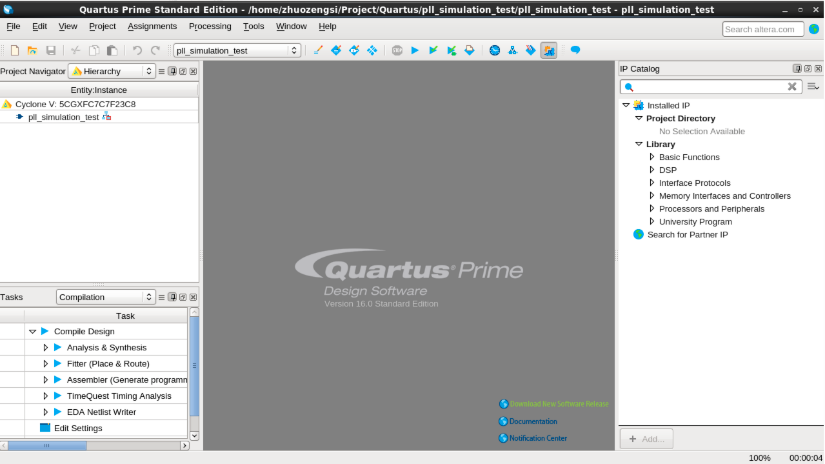 Quartus Prime Standard Edition - /home/zhuozengsi/Project/Quartus/pll_simulation_test/pll_simulation_test - pll_simulation_test
File Edit View Project Assignments Processing Tools Window Help
Search altera.com
pll_simulation_test
Project Navigator Hierarchy
Entity:Instance
Cyclone V: 5CGXFC7C7F23C8
pll_simulation_test
Tasks Compilation
Task
Compile Design
Analysis & Synthesis
Fitter (Place & Route)
Assembler (Generate programm
TimeQuest Timing Analysis
EDA Netlist Writer
Edit Settings
Quartus Prime
Design Software
Version 16.0 Standard Edition
Download New Software Release
Documentation
Notification Center
IP Catalog
Installed IP
Project Directory
No Selection Available
Library
Basic Functions
DSP
Interface Protocols
Memory Interfaces and Controllers
Processors and Peripherals
University Program
Search for Partner IP
+ Add...
100% 00:00:04